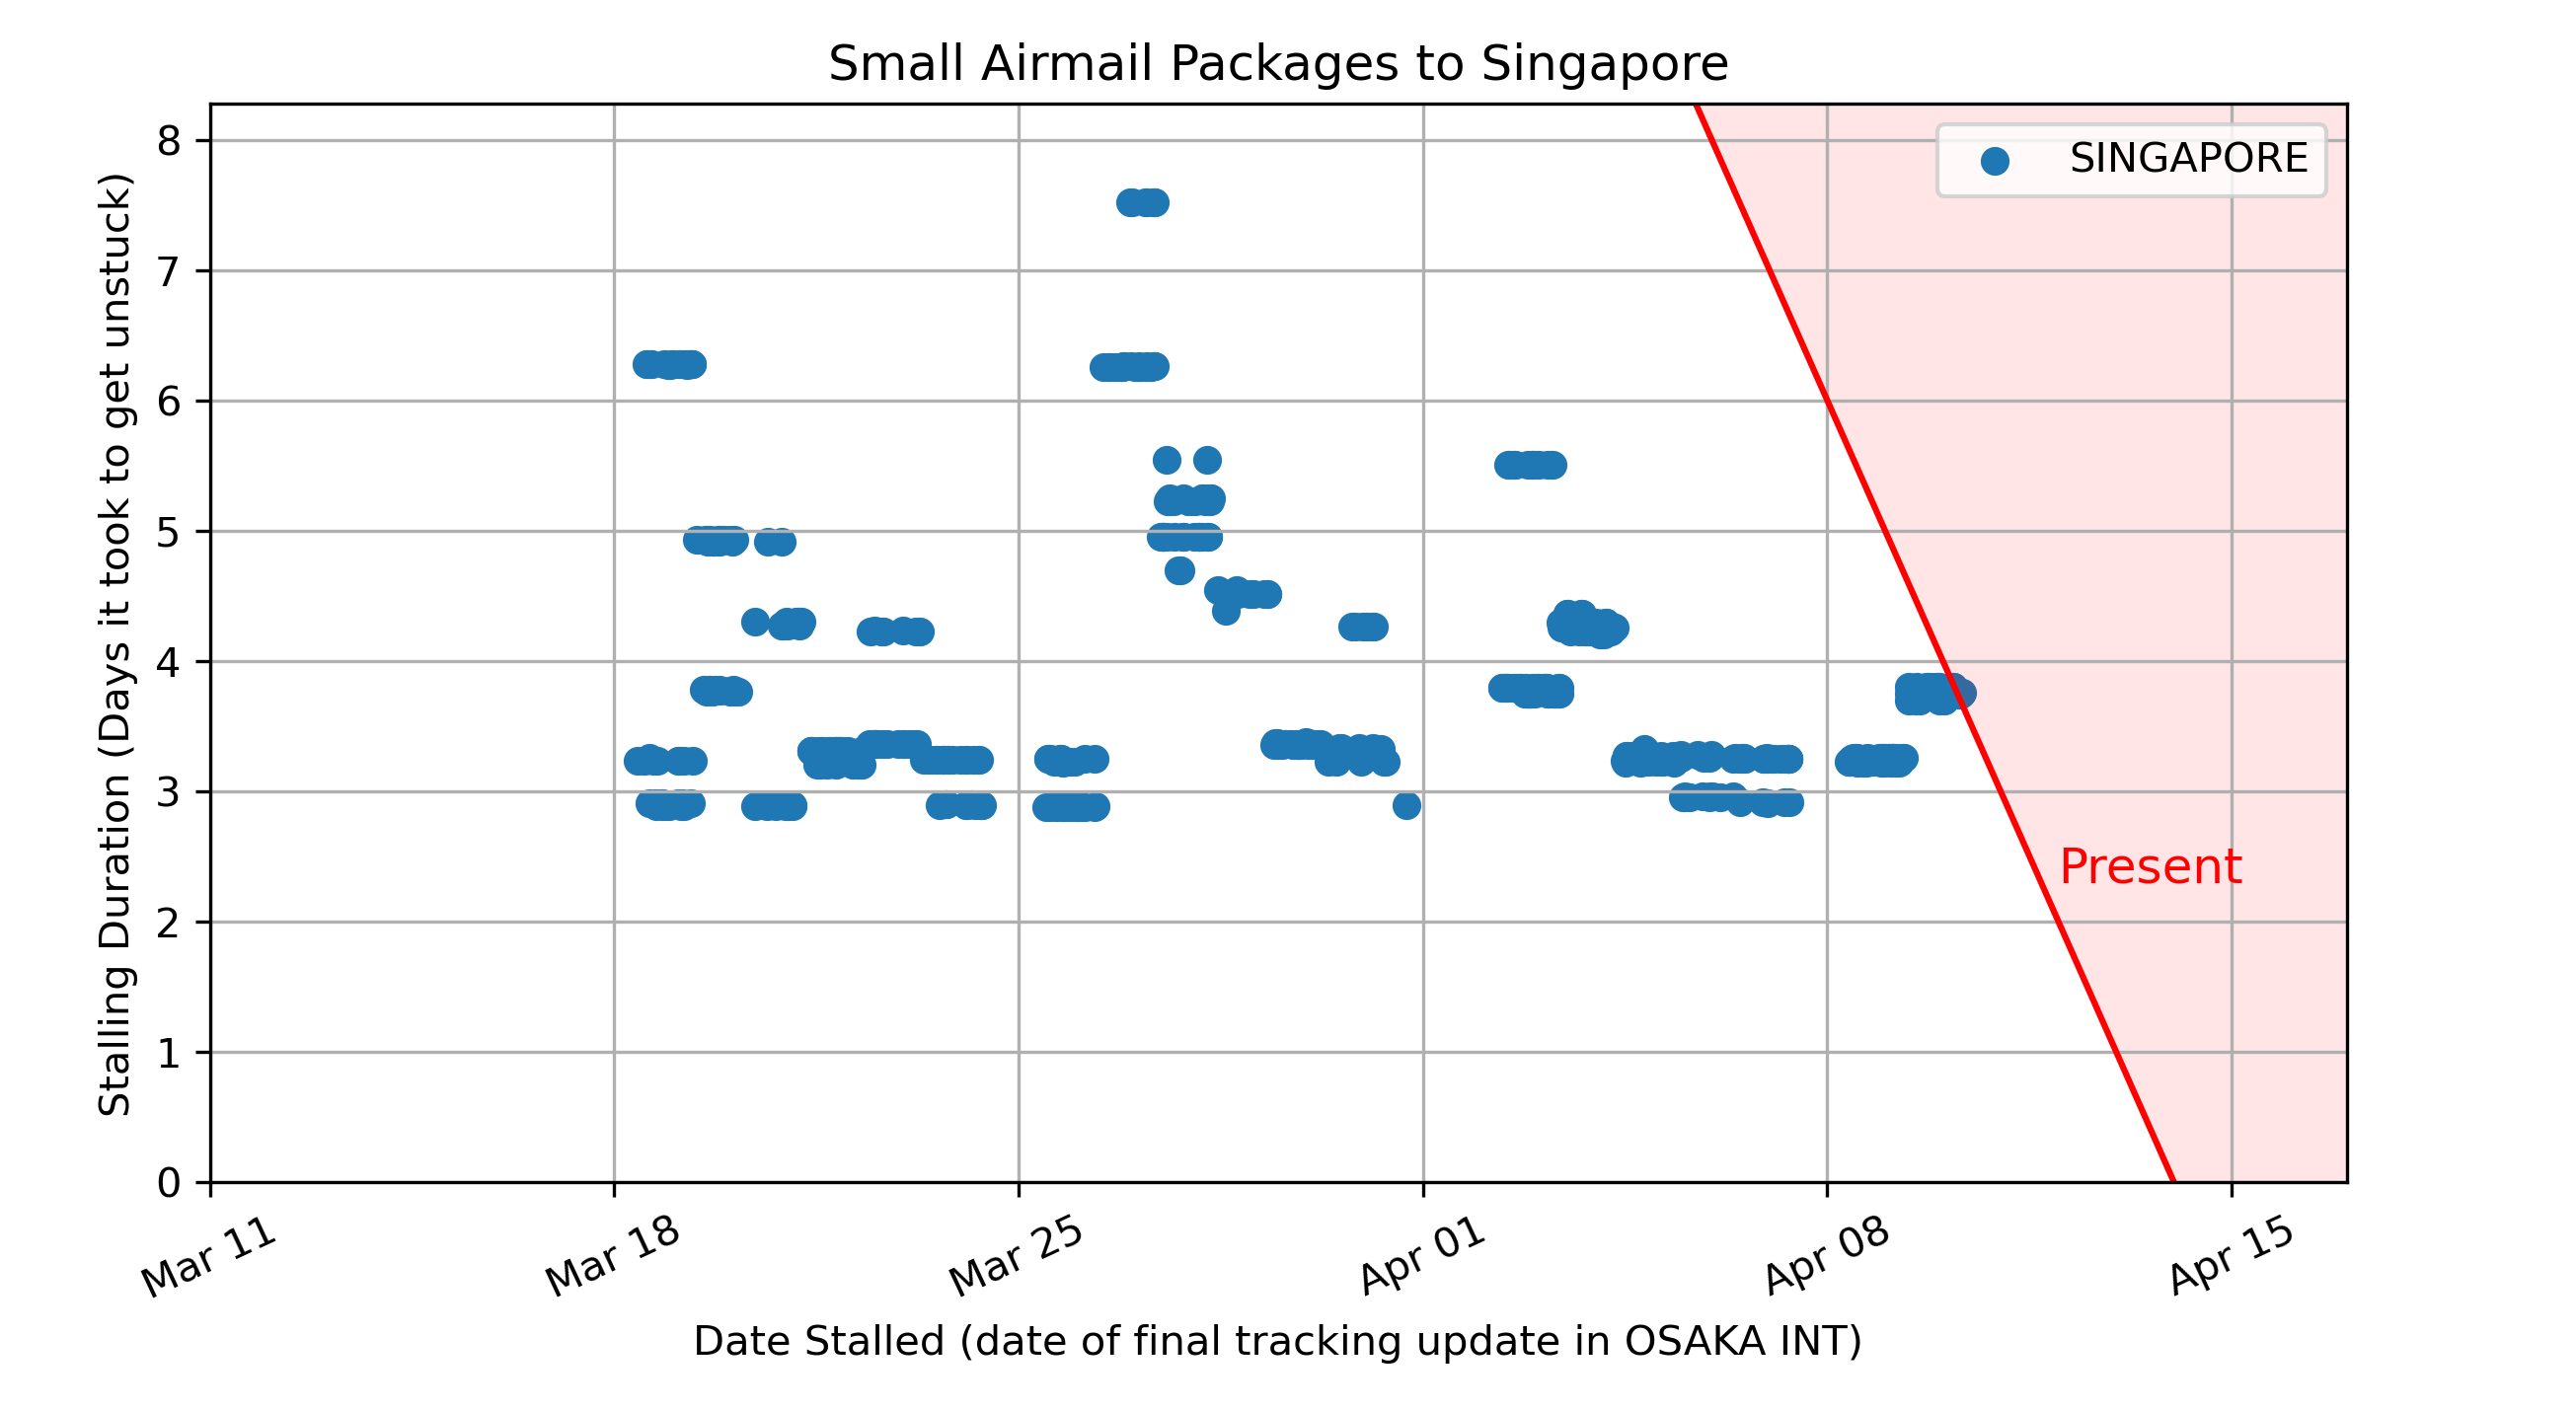 Small Airmail Packages to Singapore
SINGAPORE
Stalling Duration (Days it took to get unstuck)
8
7
6
5
4
3
2
1
0
Present
Mar 11
Mar 18
Mar 25
Apr 01
Apr 08
Apr 15
Date Stalled (date of final tracking update in OSAKA INT)